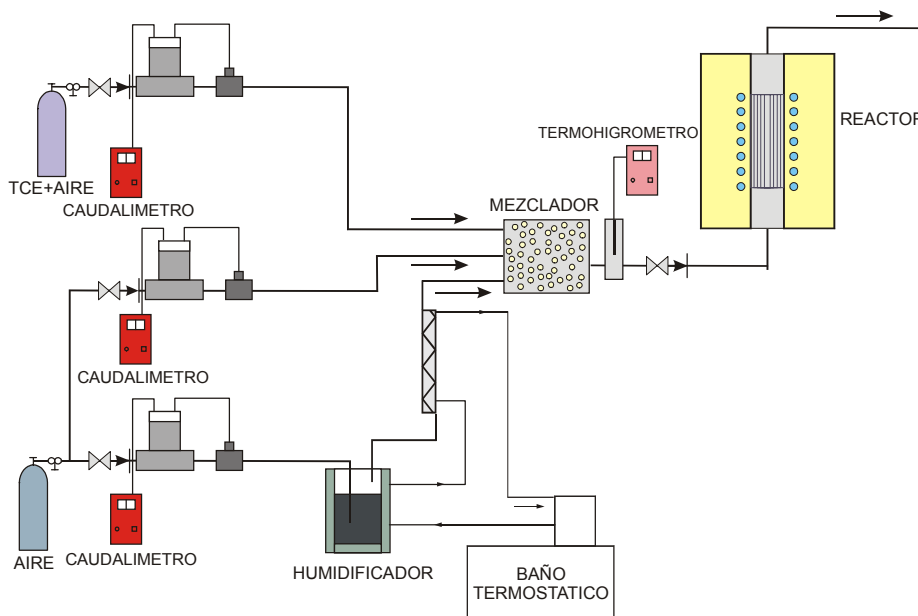 TCE+AIRE
CAUDALIMETRO
CAUDALIMETRO
AIRE
CAUDALIMETRO
HUMIDIFICADOR
BAÑO
TERMOSTATICO
MEZCLADOR
TERMOHIGROMETRO
REACTOR